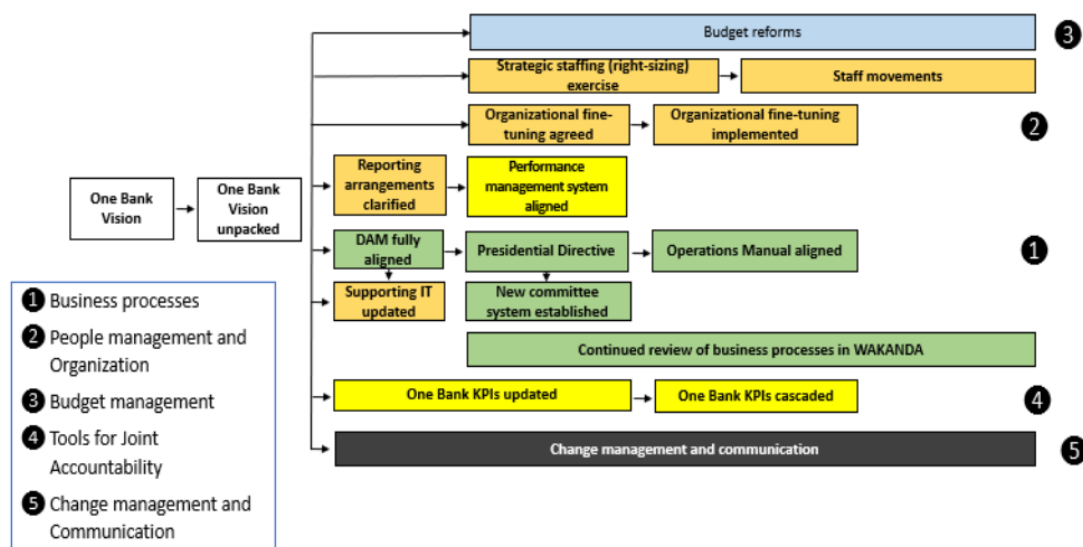 Budget reforms
3
Strategic staffing (right-sizing)
exercise
Staff movements
Organizational fine-
tuning agreed
Organizational fine-tuning
implemented
2
Reporting
arrangements
clarified
Performance
management system
aligned
One Bank
Vision
One Bank
Vision
unpacked
DAM fully
aligned
Presidential Directive
Operations Manual aligned
1
Supporting IT
updated
New committee
system established
Continued review of business processes in WAKANDA
One Bank KPIs updated
One Bank KPIs cascaded
4
Change management and communication
5
1 Business processes
2 People management and
Organization
3 Budget management
4 Tools for Joint
Accountability
5 Change management and
Communication